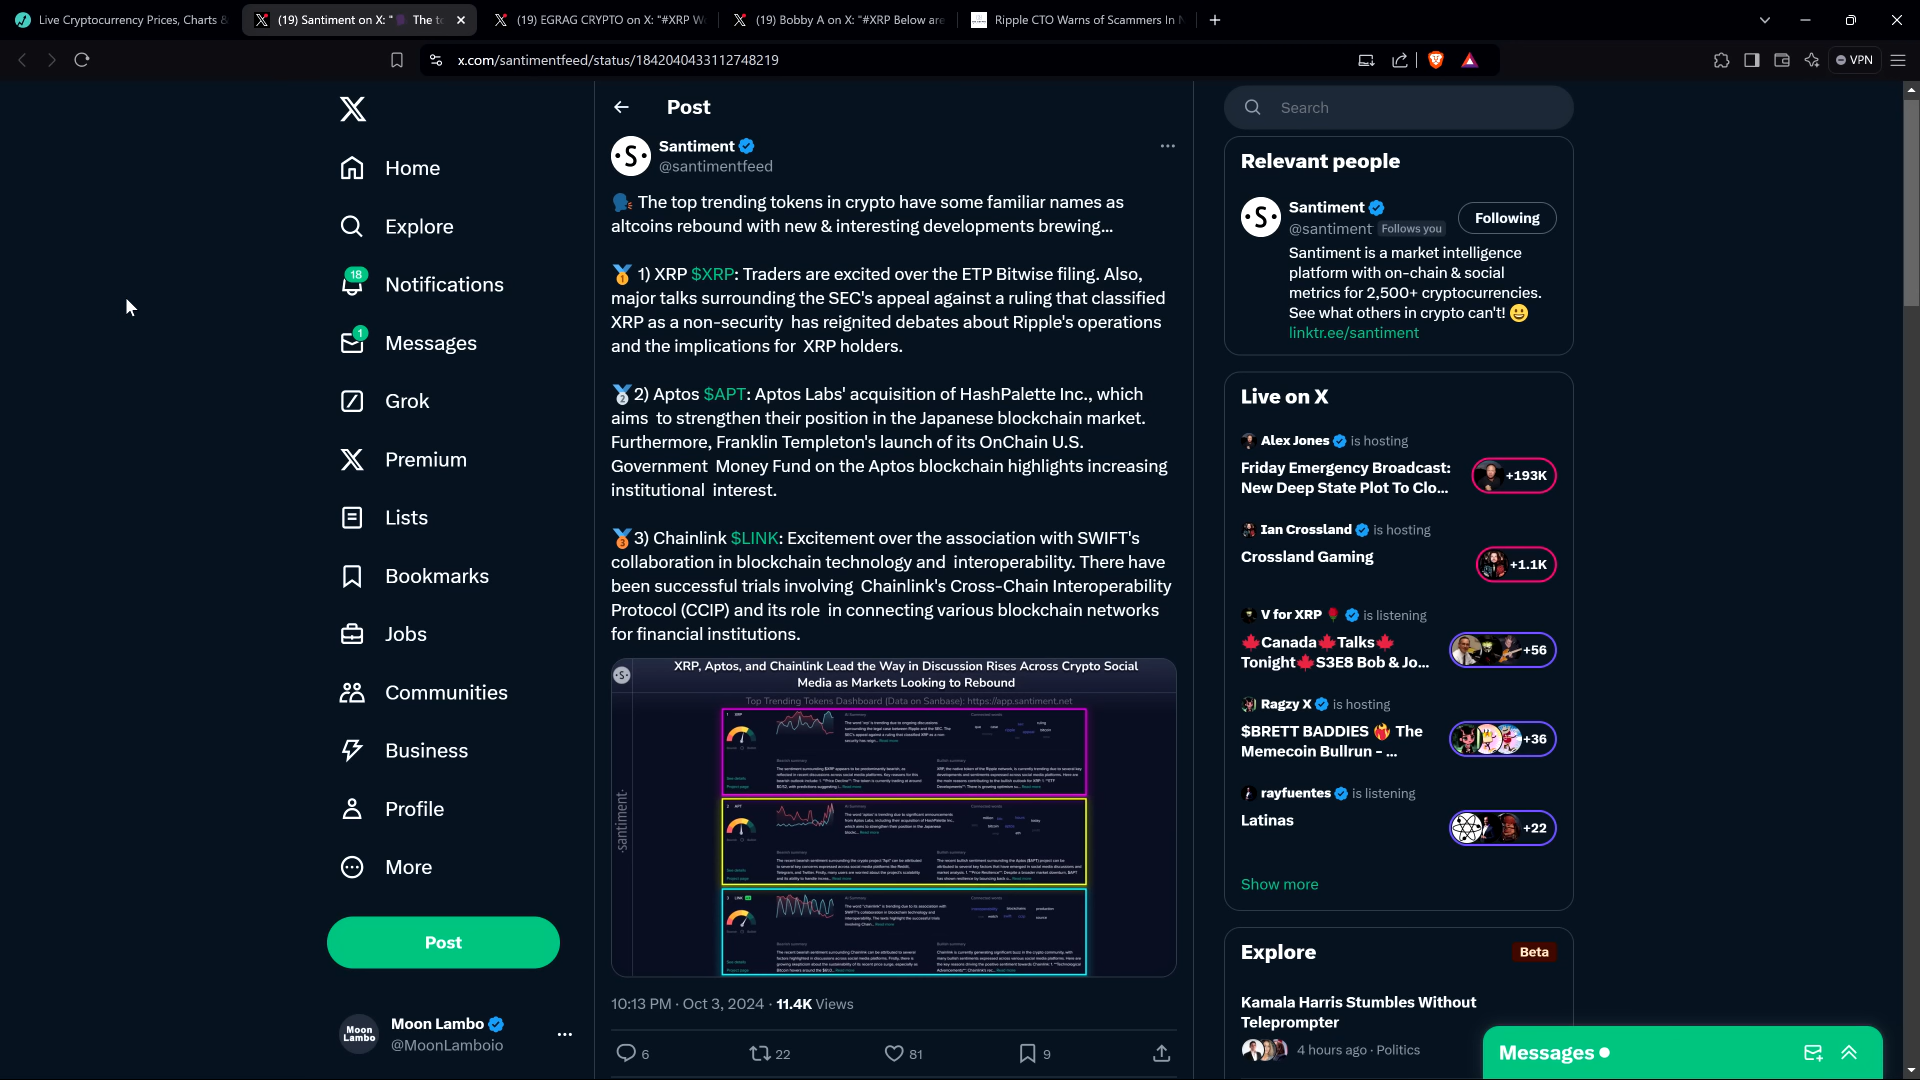 Live Cryptocurrency Prices, Charts &
(19) Santiment on X: " The to
(19) EGRAG CRYPTO on X: "#XRP W
(19) Bobby A on X: "#XRP Below are
Ripple CTO Warns of Scammers In
x.com/santimentfeed/status/1842040433112748219
VPN
Home
Explore
18
Notifications
1
Messages
Grok
Premium
Lists
Bookmarks
Jobs
Communities
Business
Profile
More
Post
Moon Lambo
Moon Lambo
@MoonLamboio
Post
Santiment
@santimentfeed
The top trending tokens in crypto have some familiar names as
altcoins rebound with new & interesting developments brewing...
1) XRP $XRP: Traders are excited over the ETP Bitwise filing. Also,
major talks surrounding the SEC's appeal against a ruling that classified
XRP as a non-security has reignited debates about Ripple's operations
and the implications for XRP holders.
2) Aptos $APT: Aptos Labs' acquisition of HashPalette Inc., which
aims to strengthen their position in the Japanese blockchain market.
Furthermore, Franklin Templeton's launch of its OnChain U.S.
Government Money Fund on the Aptos blockchain highlights increasing
institutional interest.
3) Chainlink $LINK: Excitement over the association with SWIFT's
collaboration in blockchain technology and interoperability. There have
been successful trials involving Chainlink's Cross-Chain Interoperability
Protocol (CCIP) and its role in connecting various blockchain networks
for financial institutions.
XRP, Aptos, and Chainlink Lead the Way in Discussion Rises Across Crypto Social
Media as Markets Looking to Rebound
Top Trending Tokens Dashboard (Data on Sanbase): https://app.santiment.net
·santiment·
10:13 PM · Oct 3, 2024 · 11.4K Views
6
22
81
9
Search
Relevant people
Santiment
@santiment Follows you
Following
Santiment is a market intelligence
platform with on-chain & social
metrics for 2,500+ cryptocurrencies.
See what others in crypto can't!
linktr.ee/santiment
Live on X
Alex Jones is hosting
Friday Emergency Broadcast:
New Deep State Plot To Clo...
+193K
Ian Crossland is hosting
Crossland Gaming
+1.1K
V for XRP is listening
Canada Talks
Tonight S3E8 Bob & Jo...
+56
Ragzy X is hosting
$BRETT BADDIES The
Memecoin Bullrun - ...
+36
rayfuentes is listening
Latinas
+22
Show more
Explore
Beta
Kamala Harris Stumbles Without
Teleprompter
4 hours ago · Politics
Messages